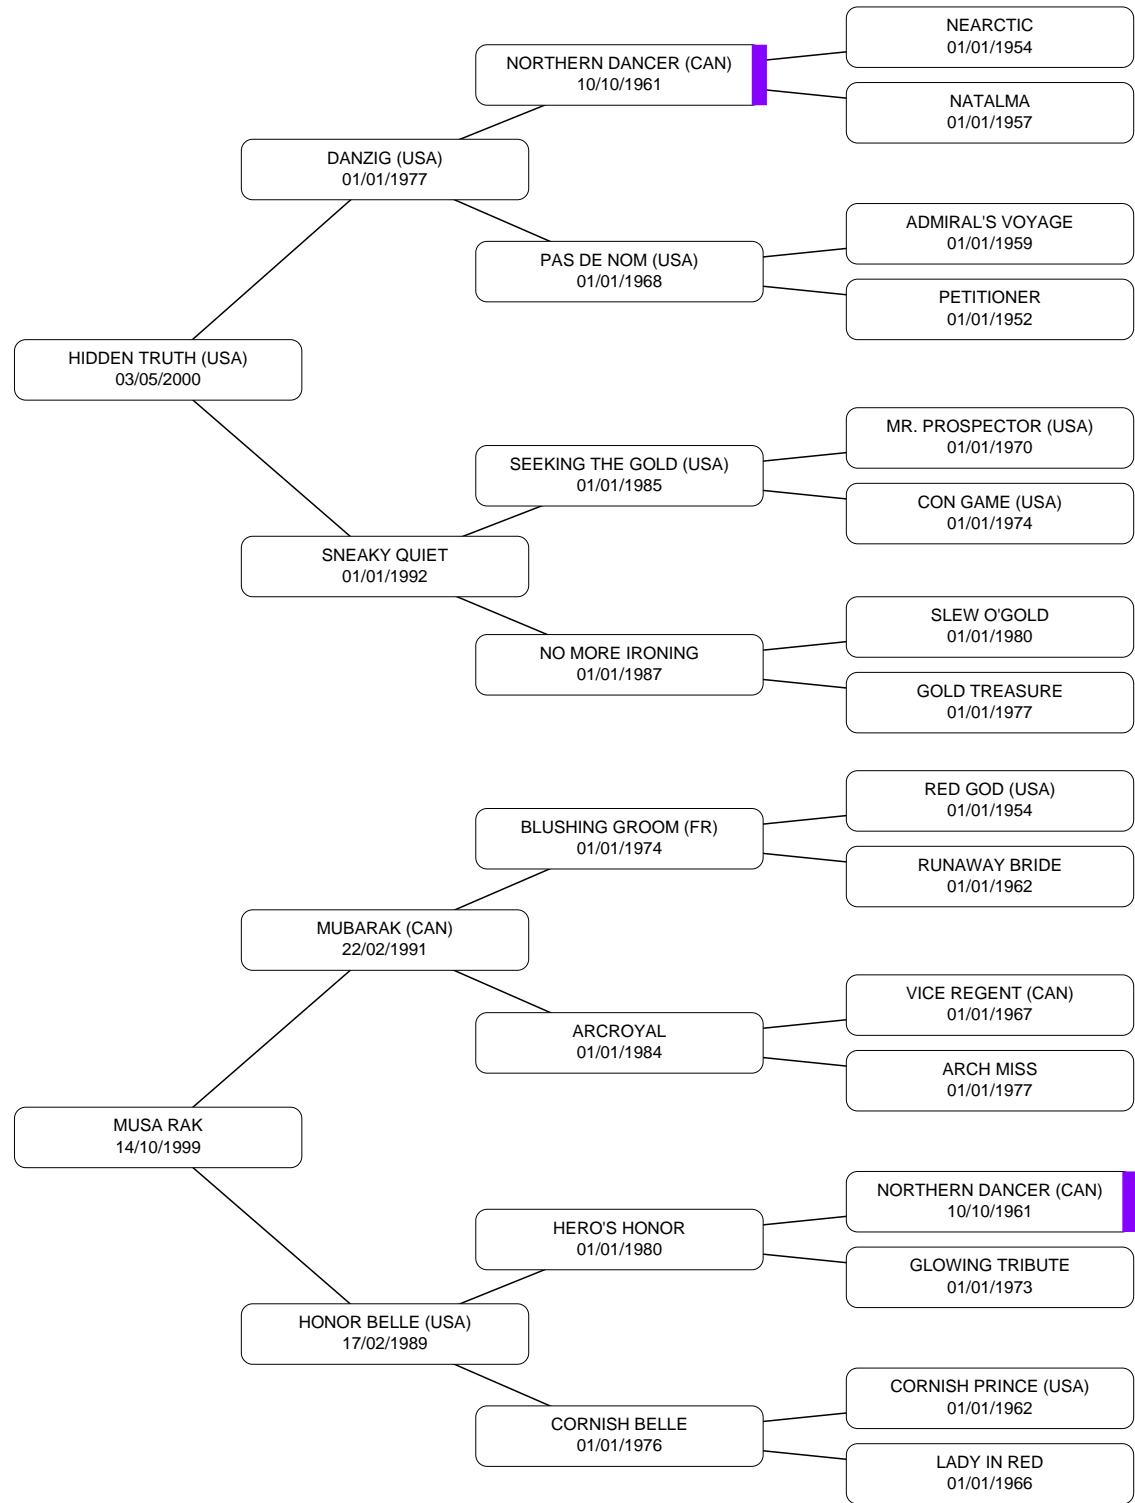 NEARCTIC
01/01/1954
NORTHERN DANCER (CAN)
10/10/1961
NATALMA
01/01/1957
DANZIG (USA)
01/01/1977
ADMIRAL'S VOYAGE
01/01/1959
PAS DE NOM (USA)
01/01/1968
PETITIONER
01/01/1952
HIDDEN TRUTH (USA)
03/05/2000
MR. PROSPECTOR (USA)
01/01/1970
SEEKING THE GOLD (USA)
01/01/1985
CON GAME (USA)
01/01/1974
SNEAKY QUIET
01/01/1992
SLEW O'GOLD
01/01/1980
NO MORE IRONING
01/01/1987
GOLD TREASURE
01/01/1977
RED GOD (USA)
01/01/1954
BLUSHING GROOM (FR)
01/01/1974
RUNAWAY BRIDE
01/01/1962
MUBARAK (CAN)
22/02/1991
VICE REGENT (CAN)
01/01/1967
ARCROYAL
01/01/1984
ARCH MISS
01/01/1977
MUSA RAK
14/10/1999
NORTHERN DANCER (CAN)
10/10/1961
HERO'S HONOR
01/01/1980
GLOWING TRIBUTE
01/01/1973
HONOR BELLE (USA)
17/02/1989
CORNISH PRINCE (USA)
01/01/1962
CORNISH BELLE
01/01/1976
LADY IN RED
01/01/1966